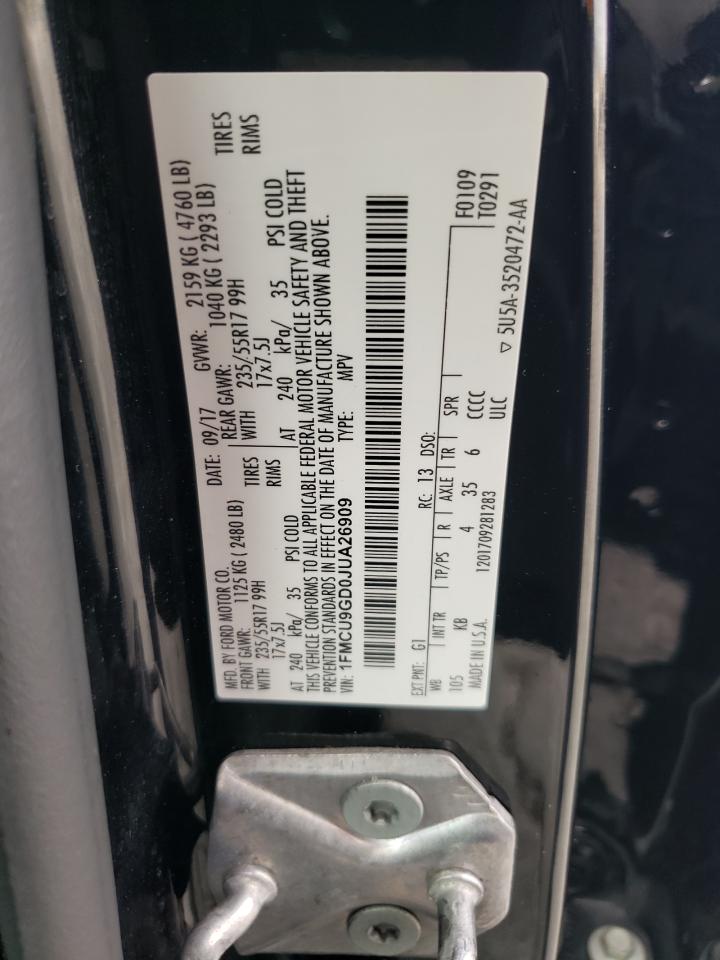 MFD. BY FORD MOTOR CO. DATE: 09/17 GVWR: 2159 KG ( 4760 LB)
FRONT GAWR: 1125 KG ( 2480 LB) REAR GAWR: 1040 KG ( 2293 LB)
WITH 235/55R17 99H TIRES WITH 235/55R17 99H TIRES
17x7.5J RIMS 17x7.5J RIMS
AT 240 kPa/ 35 PSI COLD AT 240 kPa/ 35 PSI COLD
THIS VEHICLE CONFORMS TO ALL APPLICABLE FEDERAL MOTOR VEHICLE SAFETY AND THEFT
PREVENTION STANDARDS IN EFFECT ON THE DATE OF MANUFACTURE SHOWN ABOVE.
VIN: 1FMCU9GD0JUA26909 TYPE: MPV
F0109
EXT PNT: G1 RC: 13 DSO: T0291
WB INT TR TP/PS R AXLE TR SPR
105 KB 4 35 6 CCCC
MADE IN U.S.A. 1201709281283 ULC
▽ 5U5A-3520472-AA